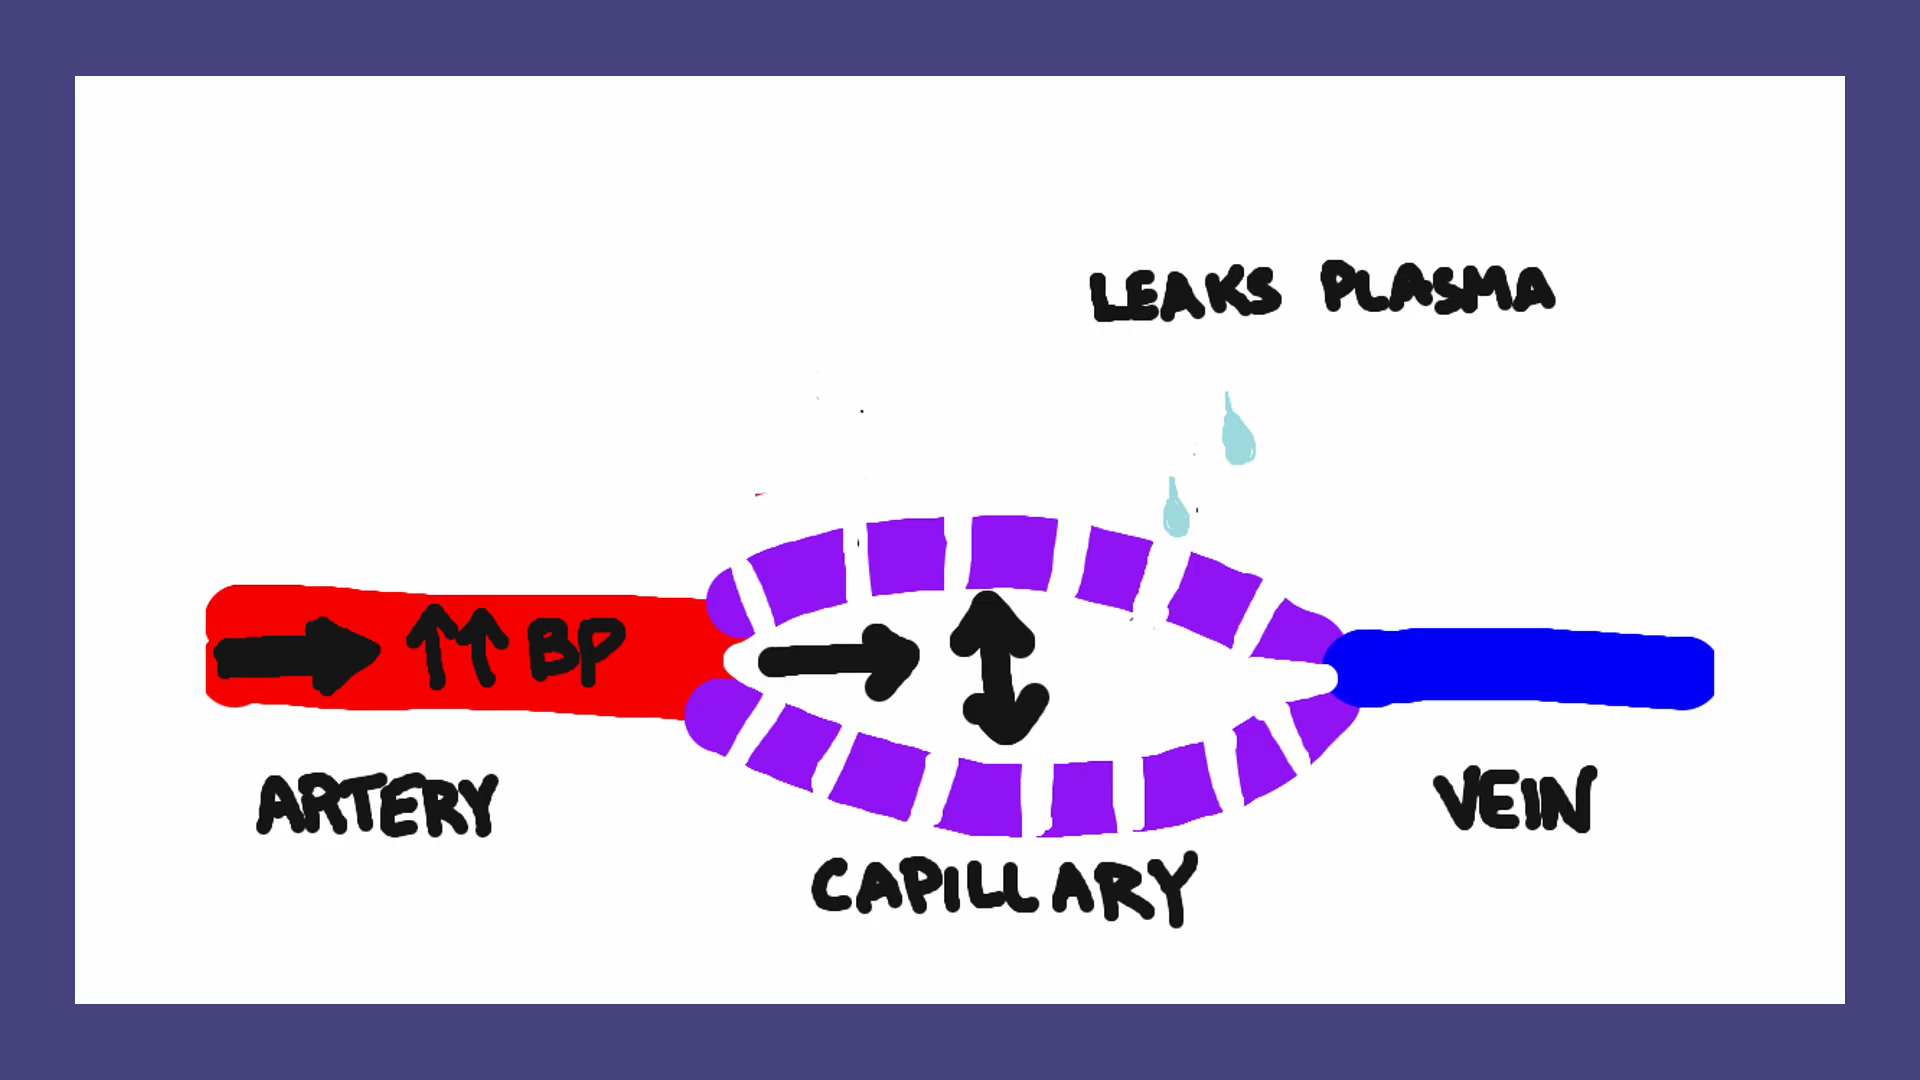 LEAKS PLASMA
↑↑ BP
ARTERY
VEIN
CAPILLARY